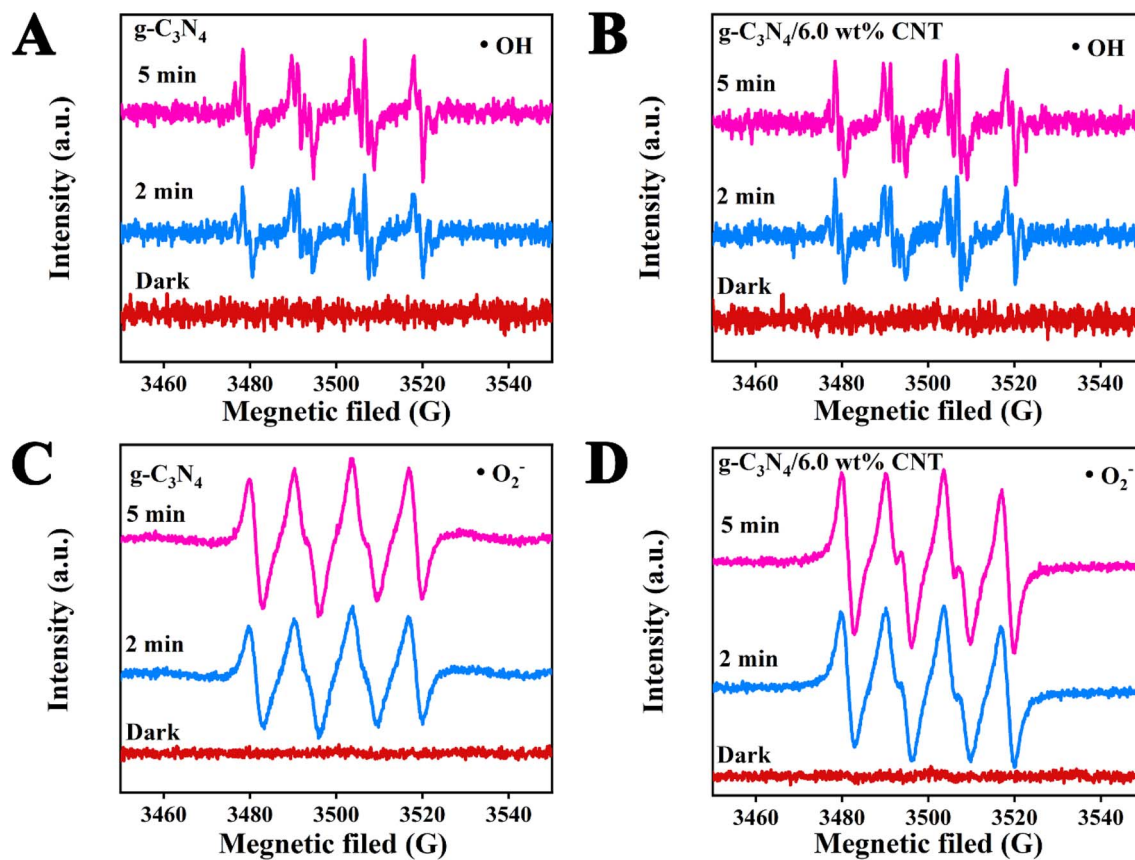 A
g-C₃N₄
• OH
5 min
2 min
Dark
Intensity (a.u.)
3460 3480 3500 3520 3540
Megnetic filed (G)
B
g-C₃N₄/6.0 wt% CNT
• OH
5 min
2 min
Dark
Intensity (a.u.)
3460 3480 3500 3520 3540
Megnetic filed (G)
C
g-C₃N₄
• O₂⁻
5 min
2 min
Dark
Intensity (a.u.)
3460 3480 3500 3520 3540
Megnetic filed (G)
D
g-C₃N₄/6.0 wt% CNT
• O₂⁻
5 min
2 min
Dark
Intensity (a.u.)
3460 3480 3500 3520 3540
Megnetic filed (G)